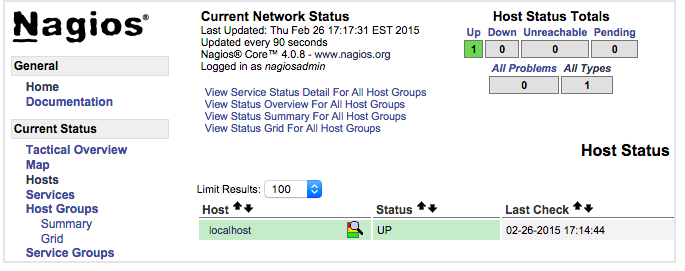 Nagios®
General
Home
Documentation
Current Status
Tactical Overview
Map
Hosts
Services
Host Groups
Summary
Grid
Service Groups
Current Network Status
Last Updated: Thu Feb 26 17:17:31 EST 2015
Updated every 90 seconds
Nagios® Core™ 4.0.8 - www.nagios.org
Logged in as nagiosadmin
View Service Status Detail For All Host Groups
View Status Overview For All Host Groups
View Status Summary For All Host Groups
View Status Grid For All Host Groups
Host Status Totals
Up Down Unreachable Pending
1 0 0 0
All Problems All Types
0 1
Host Status
Limit Results: 100
Host Status Last Check
localhost UP 02-26-2015 17:14:44